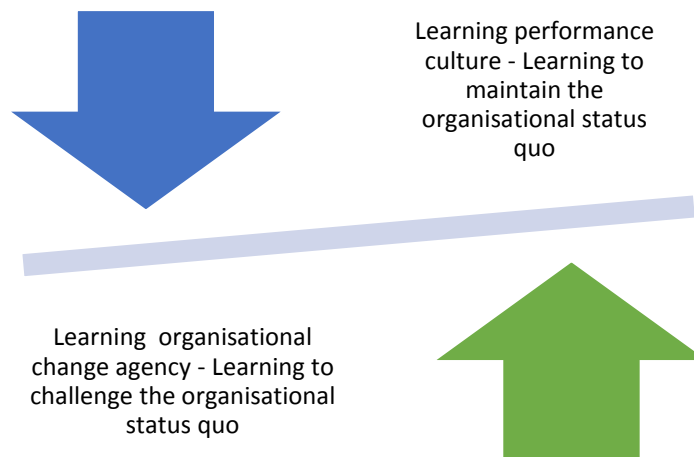 Learning performance
culture - Learning to
maintain the
organisational status
quo
Learning  organisational
change agency - Learning to
challenge the organisational
status quo